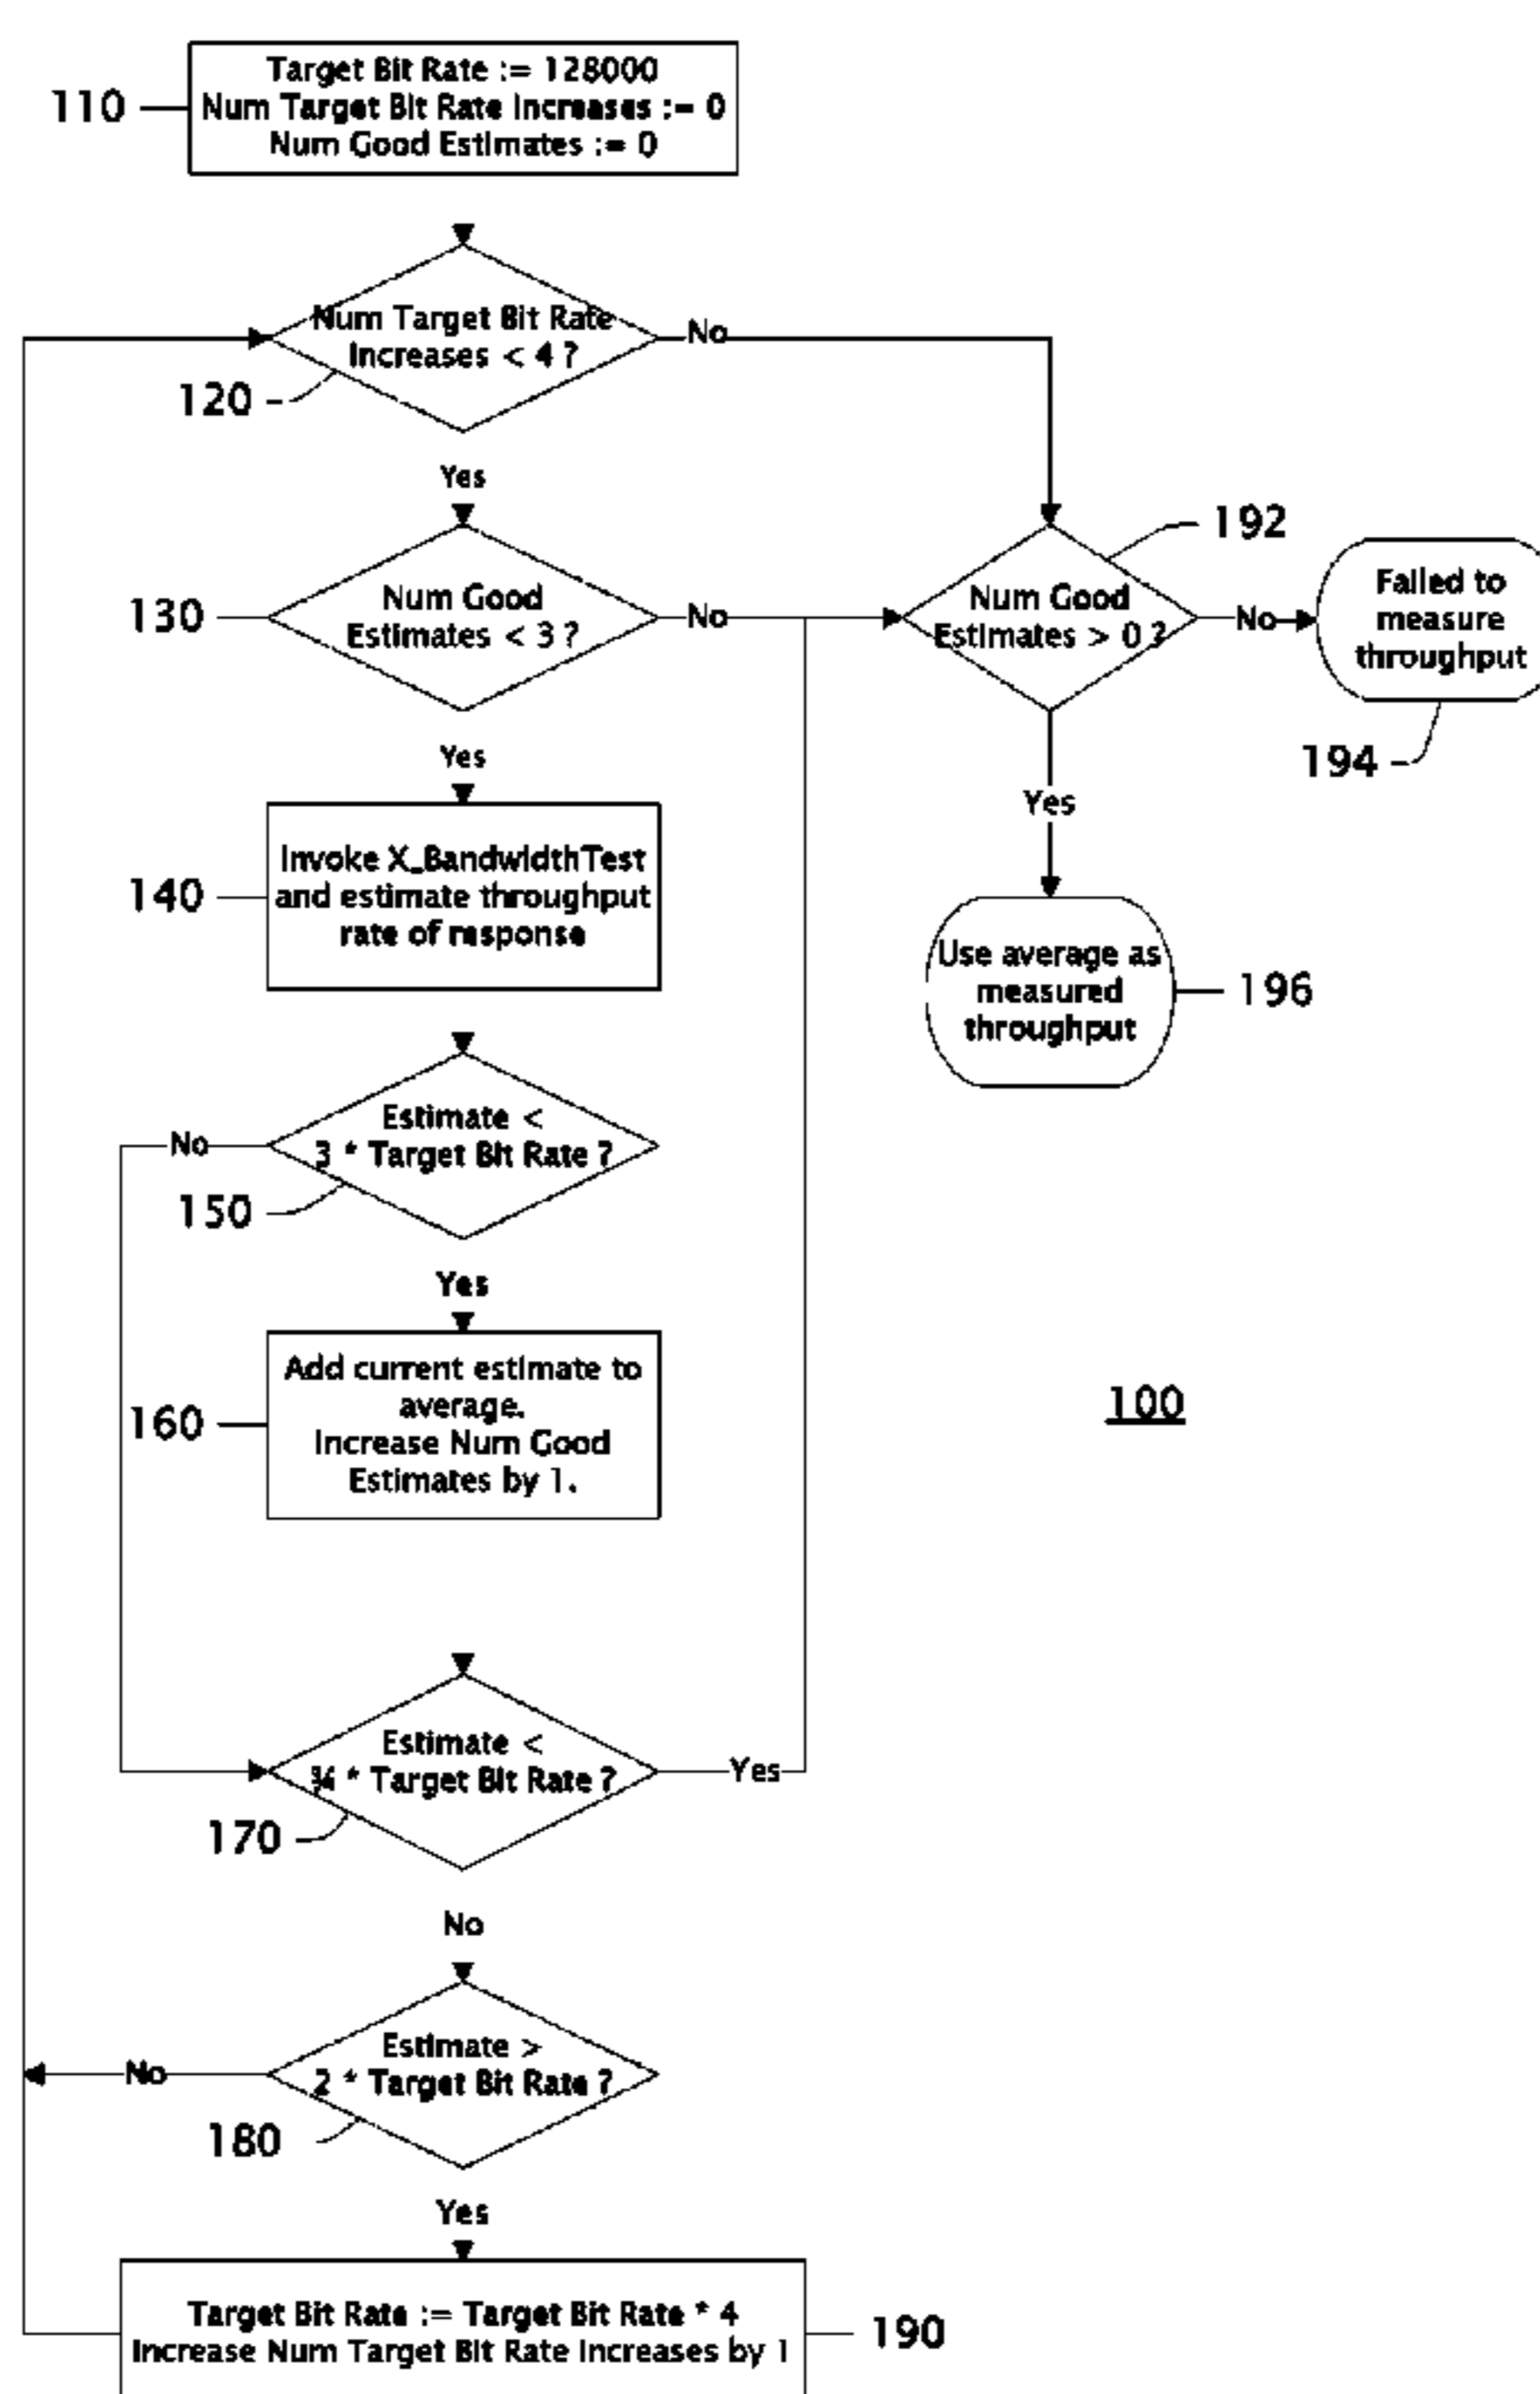 Target Bit Rate := 128000
Num Target Bit Rate Increases := 0
Num Good Estimates := 0
110
Num Target Bit Rate
Increases < 4 ?
No
120
Yes
192
Num Good
Estimates < 3 ?
130
No
Num Good
Estimates > 0 ?
No
Failed to
measure
throughput
194
Yes
Yes
Invoke X_BandwidthTest
and estimate throughput
rate of response
140
Use average as
measured
throughput
196
Estimate <
3 * Target Bit Rate ?
No
150
Yes
Add current estimate to
average.
Increase Num Good
Estimates by 1.
160
100
Estimate <
¾ * Target Bit Rate ?
Yes
170
No
Estimate >
2 * Target Bit Rate ?
No
180
Yes
Target Bit Rate := Target Bit Rate * 4
Increase Num Target Bit Rate Increases by 1
190